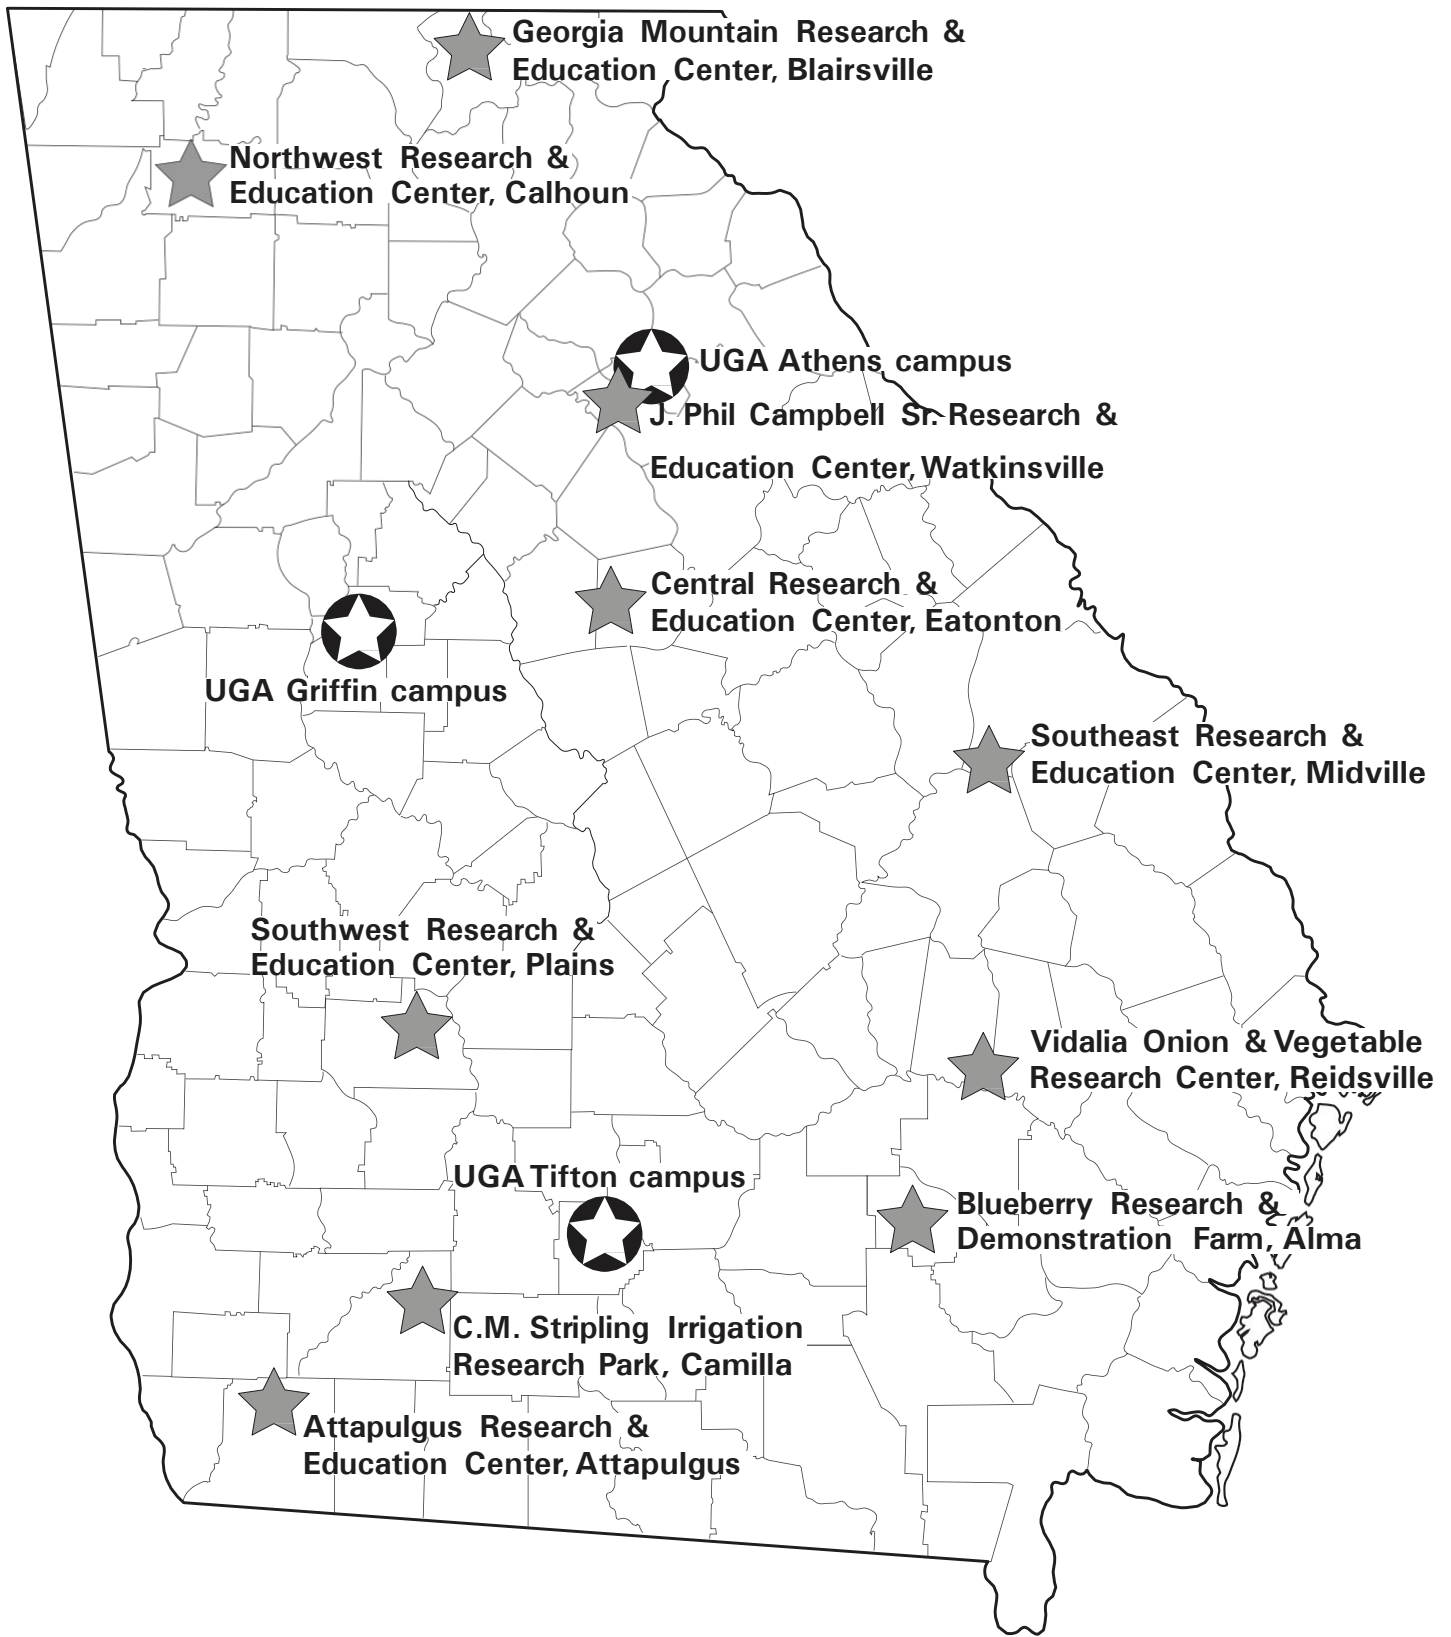 Georgia Mountain Research &
Education Center, Blairsville
Northwest Research &
Education Center, Calhoun
UGA Athens campus
J. Phil Campbell Sr. Research &
Education Center, Watkinsville
Central Research &
Education Center, Eatonton
UGA Griffin campus
Southeast Research &
Education Center, Midville
Southwest Research &
Education Center, Plains
Vidalia Onion & Vegetable
Research Center, Reidsville
UGA Tifton campus
Blueberry Research &
Demonstration Farm, Alma
C.M. Stripling Irrigation
Research Park, Camilla
Attapulgus Research &
Education Center, Attapulgus